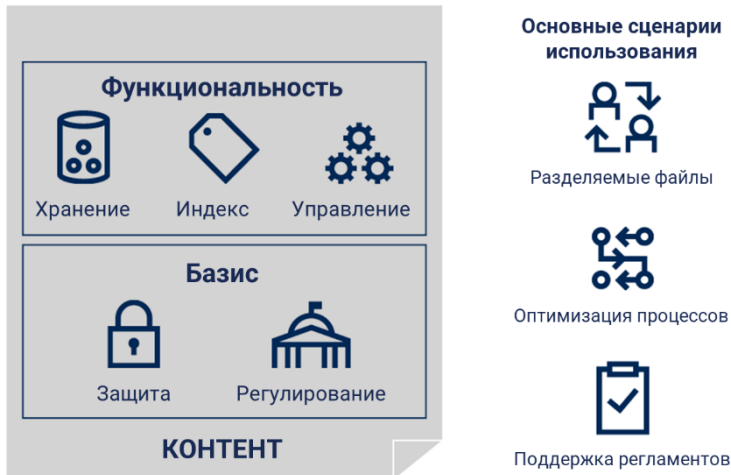 Функциональность
Хранение
Индекс
Управление
Базис
Защита
Регулирование
КОНТЕНТ
Основные сценарии
использования
Разделяемые файлы
Оптимизация процессов
Поддержка регламентов